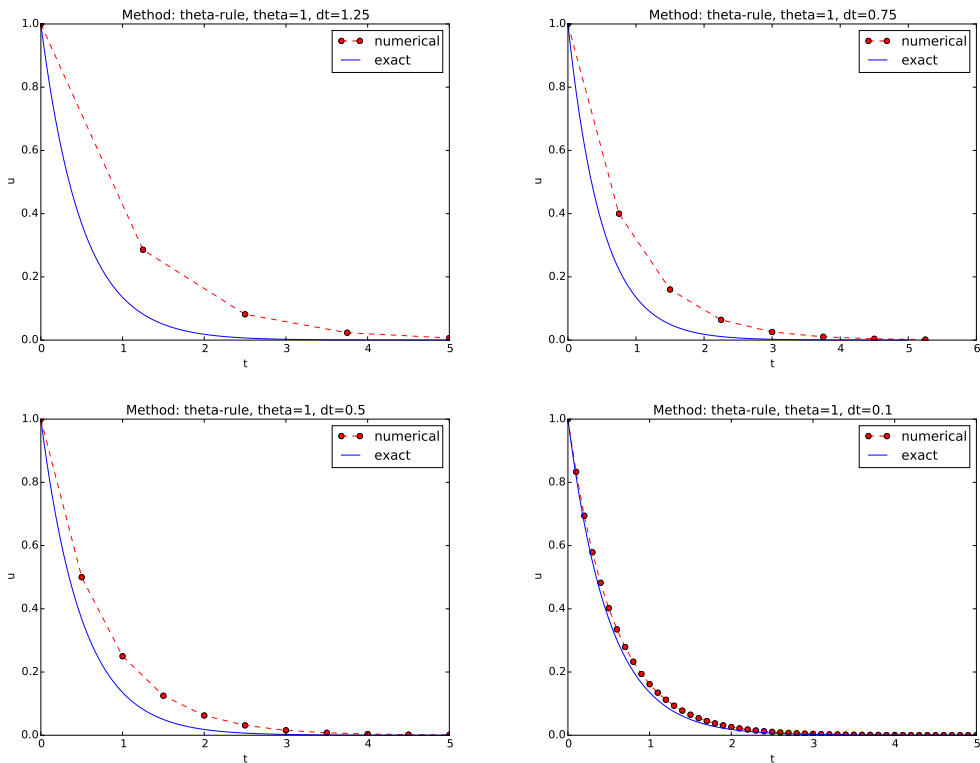 Method: theta-rule, theta=1, dt=1.25
numerical
exact
1.0
0.8
0.6
0.4
0.2
0.0
u
0 1 2 3 4 5
t
Method: theta-rule, theta=1, dt=0.75
numerical
exact
1.0
0.8
0.6
0.4
0.2
0.0
u
0 1 2 3 4 5 6
t
Method: theta-rule, theta=1, dt=0.5
numerical
exact
1.0
0.8
0.6
0.4
0.2
0.0
u
0 1 2 3 4 5
t
Method: theta-rule, theta=1, dt=0.1
numerical
exact
1.0
0.8
0.6
0.4
0.2
0.0
u
0 1 2 3 4 5
t